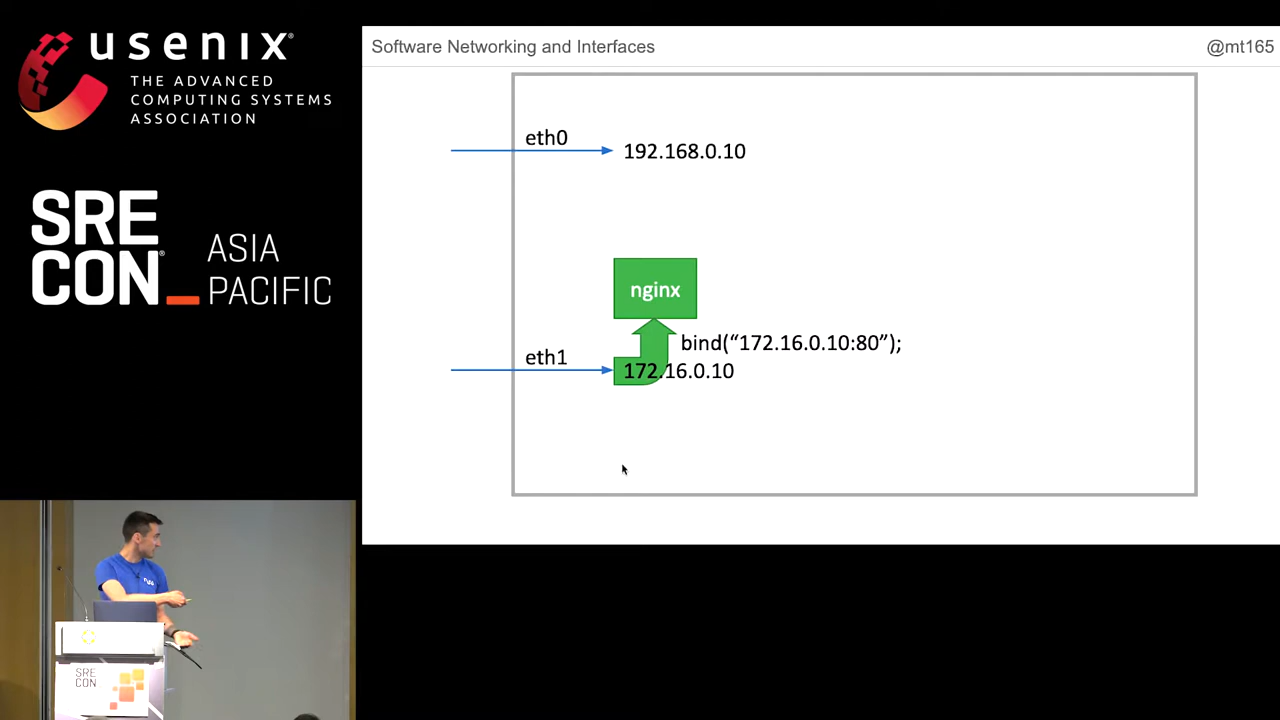 usenix®
THE ADVANCED
COMPUTING SYSTEMS
ASSOCIATION
SRE
CON®
ASIA
PACIFIC
Software Networking and Interfaces
@mt165
eth0
192.168.0.10
nginx
bind(“172.16.0.10:80”);
eth1
172.16.0.10
SRE
CON